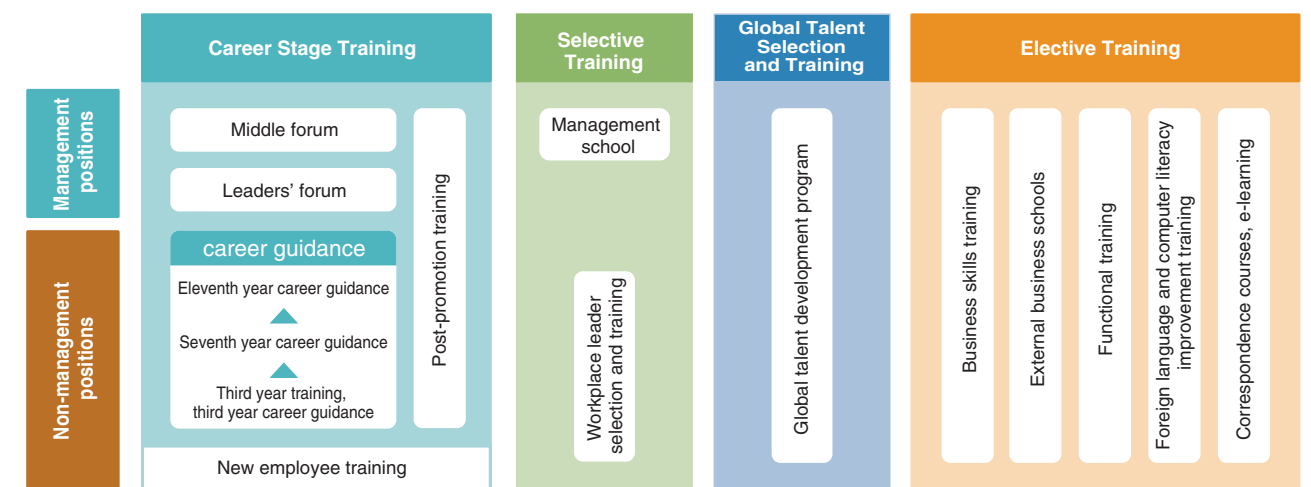 Career Stage Training
Selective
Training
Global Talent
Selection
and Training
Elective Training
Management
positions
Non-management
positions
Middle forum
Leaders’ forum
career guidance
Eleventh year career guidance
Seventh year career guidance
Third year training,
third year career guidance
New employee training
Post-promotion training
Management
school
Workplace leader
selection and training
Global talent development program
Business skills training
External business schools
Functional training
Foreign language and computer literacy
improvement training
Correspondence courses, e-learning